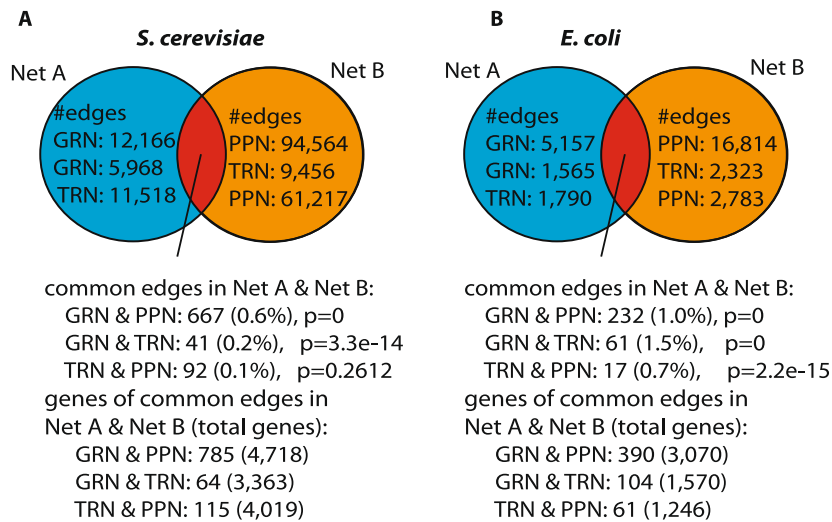 A
S. cerevisiae
Net A
Net B
#edges
GRN: 12,166
GRN: 5,968
TRN: 11,518
#edges
PPN: 94,564
TRN: 9,456
PPN: 61,217
common edges in Net A & Net B:
GRN & PPN: 667 (0.6%), p=0
GRN & TRN: 41 (0.2%), p=3.3e-14
TRN & PPN: 92 (0.1%), p=0.2612
genes of common edges in
Net A & Net B (total genes):
GRN & PPN: 785 (4,718)
GRN & TRN: 64 (3,363)
TRN & PPN: 115 (4,019)
B
E. coli
Net A
Net B
#edges
GRN: 5,157
GRN: 1,565
TRN: 1,790
#edges
PPN: 16,814
TRN: 2,323
PPN: 2,783
common edges in Net A & Net B:
GRN & PPN: 232 (1.0%), p=0
GRN & TRN: 61 (1.5%), p=0
TRN & PPN: 17 (0.7%), p=2.2e-15
genes of common edges in
Net A & Net B (total genes):
GRN & PPN: 390 (3,070)
GRN & TRN: 104 (1,570)
TRN & PPN: 61 (1,246)